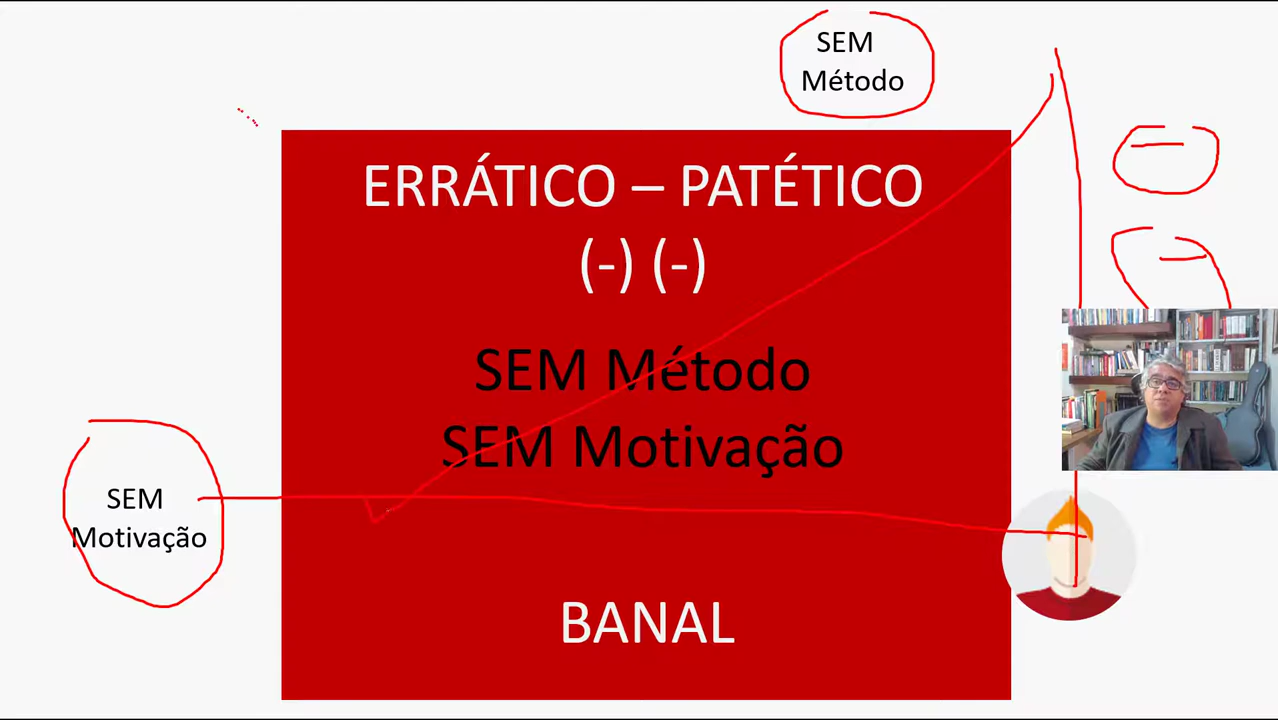 SEM
Método
ERRÁTICO – PATÉTICO
(-) (-)
SEM Método
SEM Motivação
SEM
Motivação
BANAL